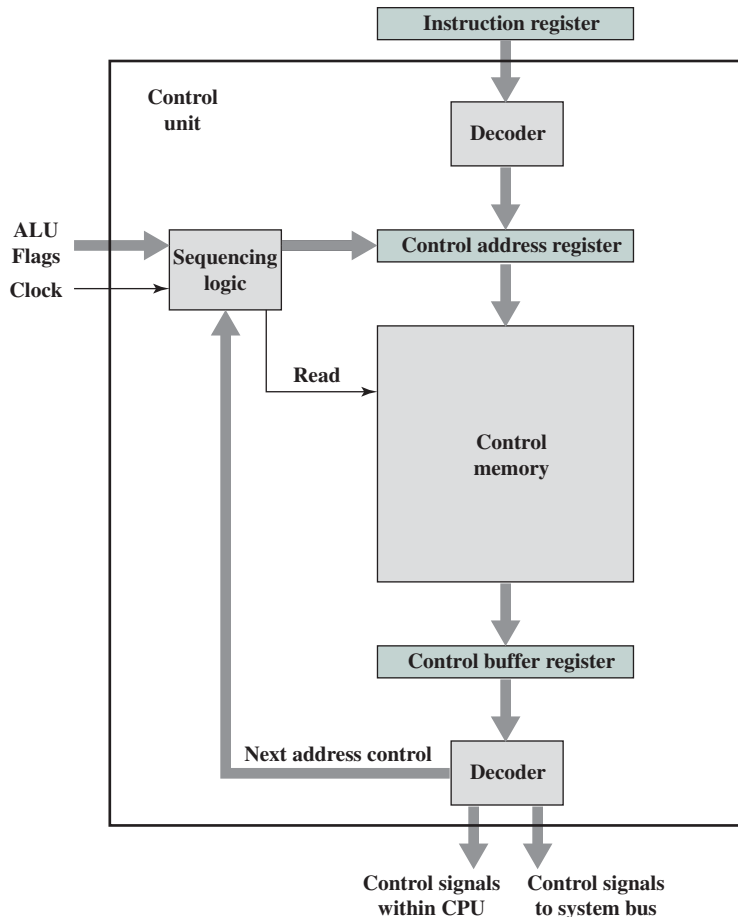 Instruction register
Control
unit
Decoder
ALU
Flags
Sequencing
logic
Control address register
Clock
Read
Control
memory
Control buffer register
Next address control
Decoder
Control signals
within CPU
Control signals
to system bus